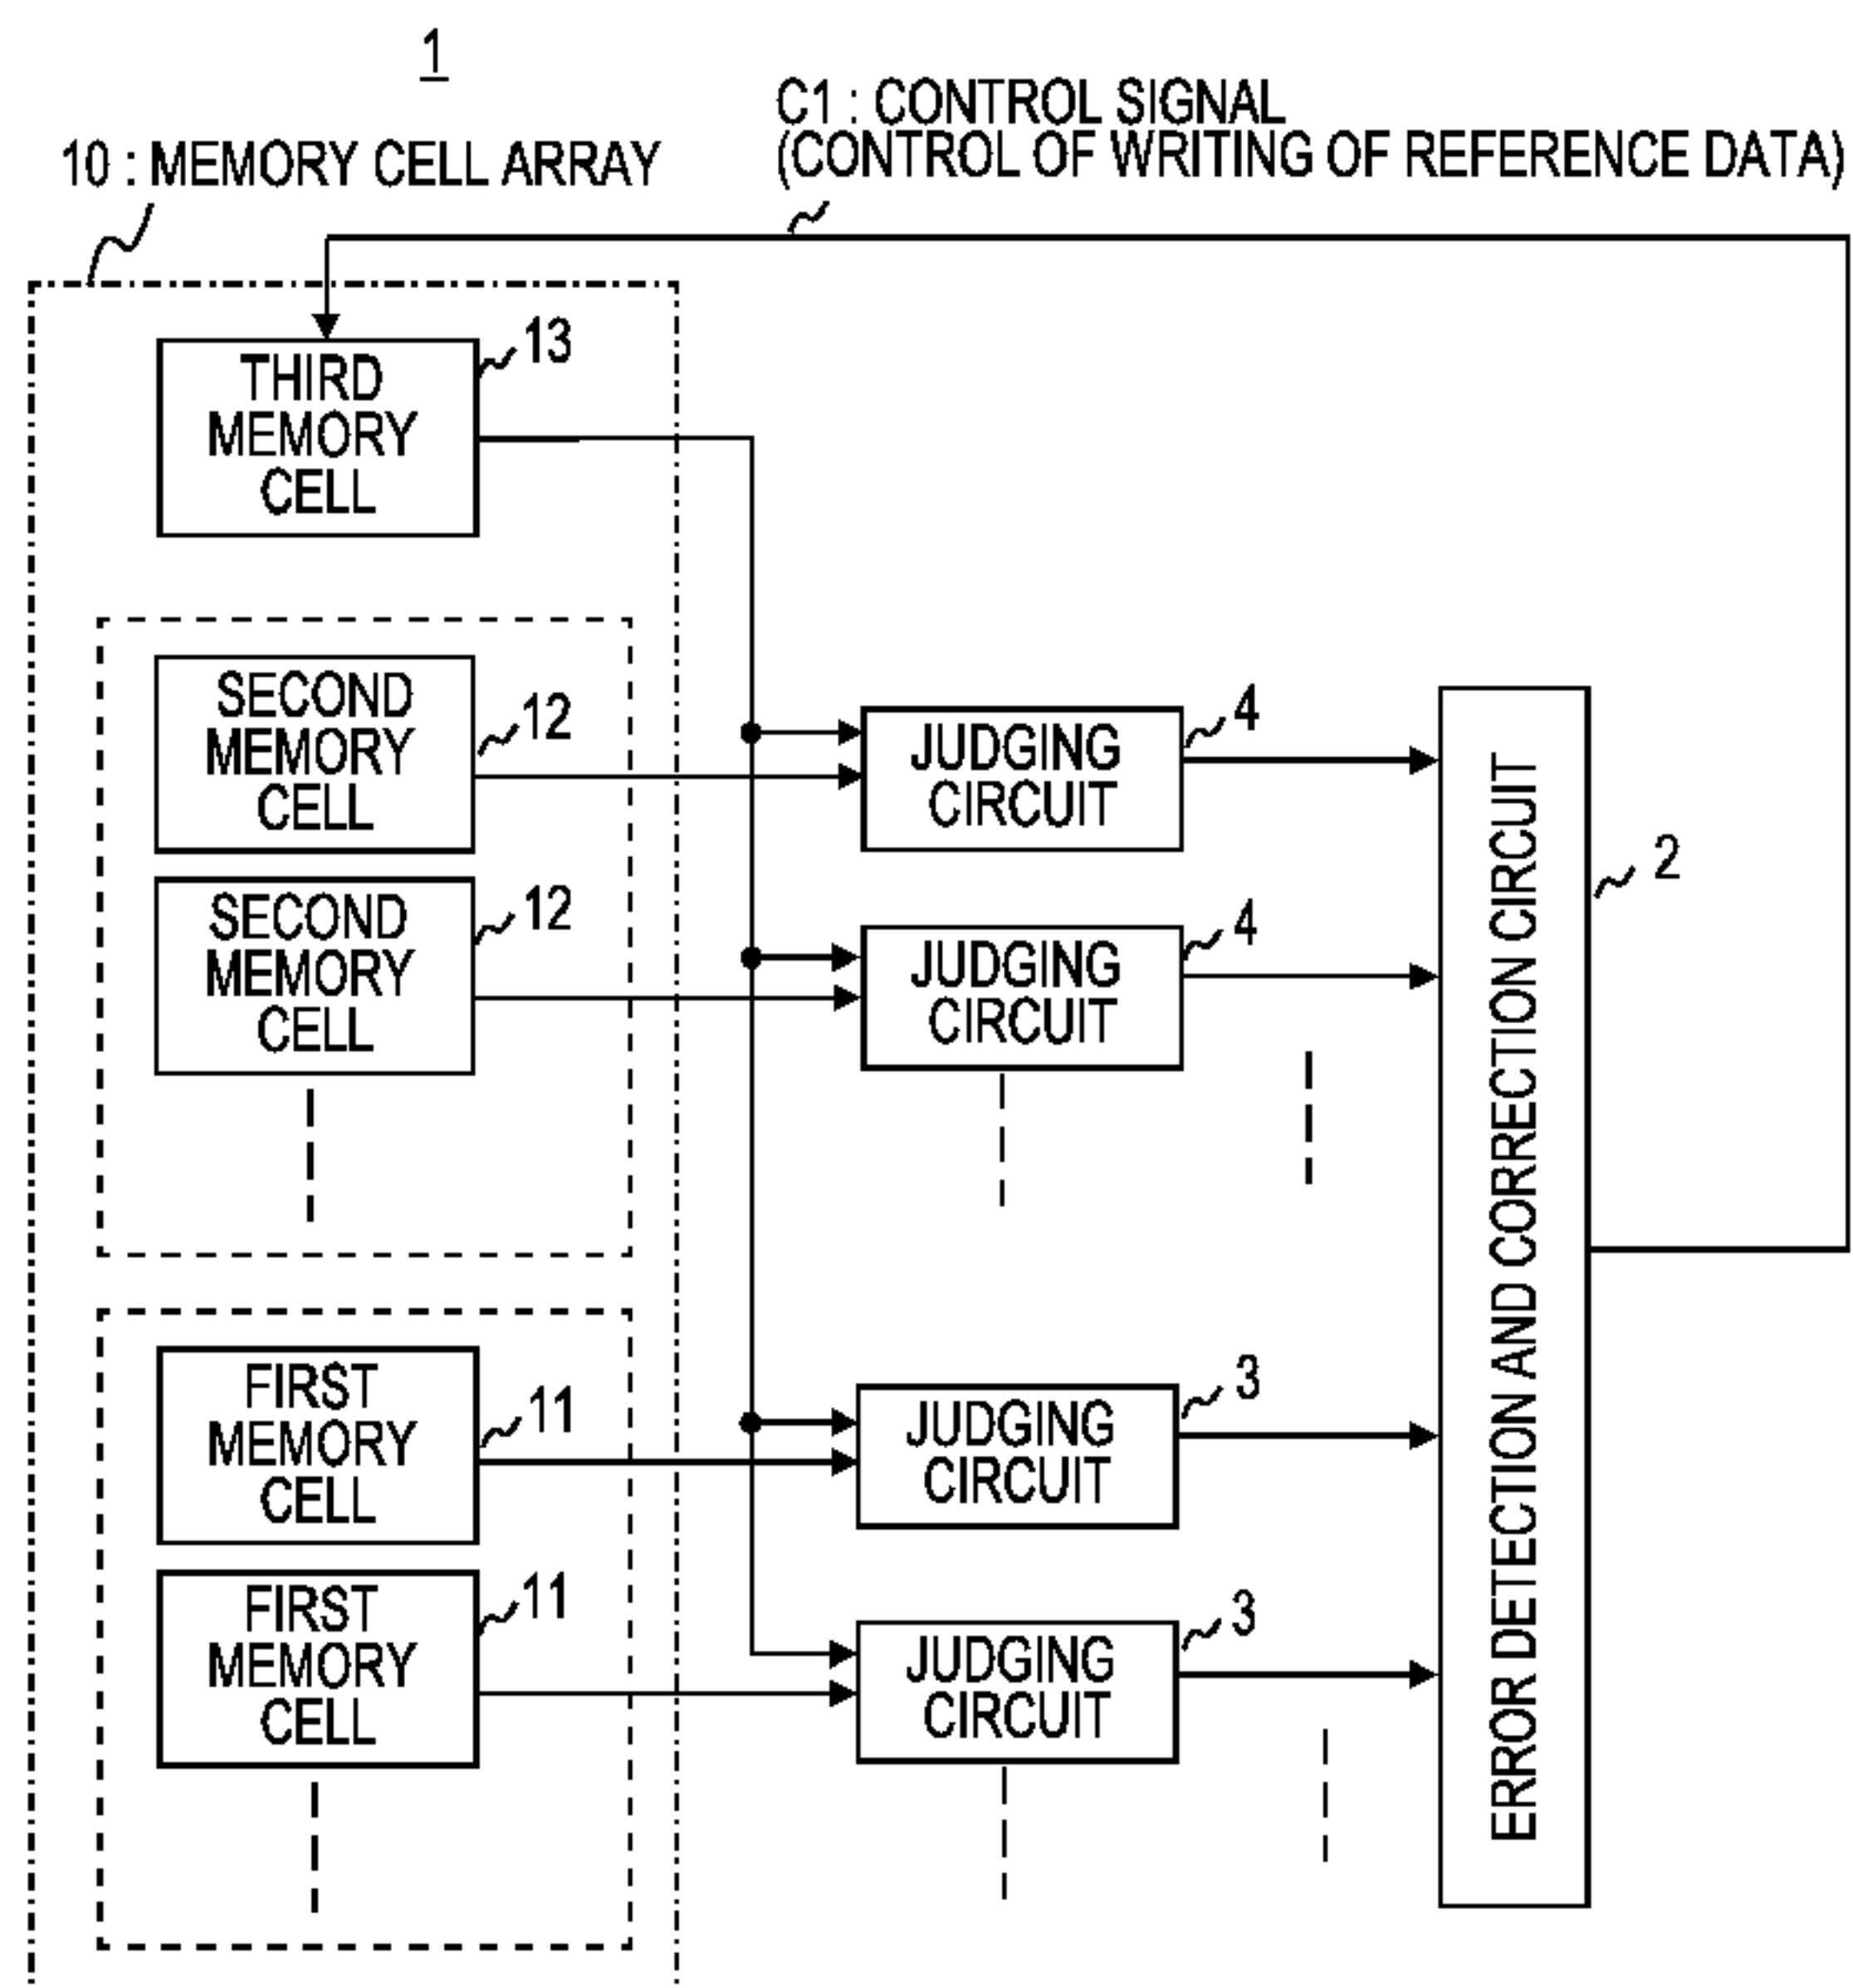 1
C1 : CONTROL SIGNAL
(CONTROL OF WRITING OF REFERENCE DATA)
10 : MEMORY CELL ARRAY
THIRD
MEMORY
CELL
13
SECOND
MEMORY
CELL
12
JUDGING
CIRCUIT
4
SECOND
MEMORY
CELL
12
JUDGING
CIRCUIT
4
ERROR DETECTION AND CORRECTION CIRCUIT
2
FIRST
MEMORY
CELL
11
JUDGING
CIRCUIT
3
FIRST
MEMORY
CELL
11
JUDGING
CIRCUIT
3